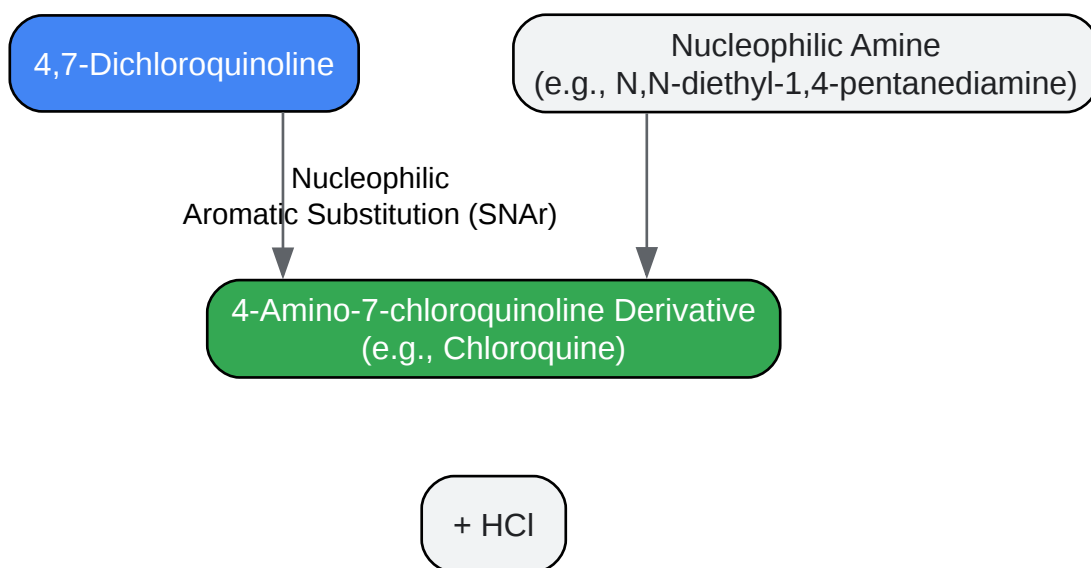 4,7-Dichloroquinoline
Nucleophilic Amine
(e.g., N,N-diethyl-1,4-pentanediamine)
Nucleophilic
Aromatic Substitution (SNAr)
4-Amino-7-chloroquinoline Derivative
(e.g., Chloroquine)
+ HCl